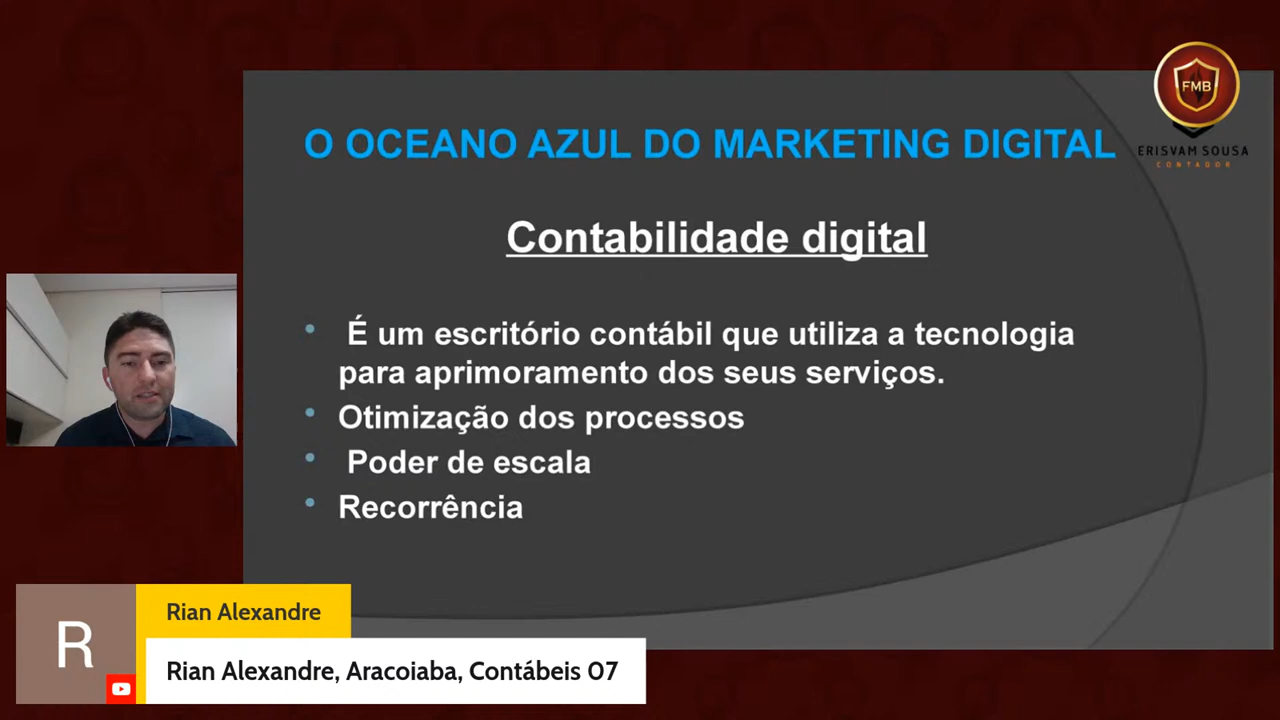 FMB
ERISVAM SOUSA
CONTADOR
O OCEANO AZUL DO MARKETING DIGITAL
Contabilidade digital
• É um escritório contábil que utiliza a tecnologia
para aprimoramento dos seus serviços.
• Otimização dos processos
• Poder de escala
• Recorrência
R
Rian Alexandre
Rian Alexandre, Aracoiaba, Contábeis 07